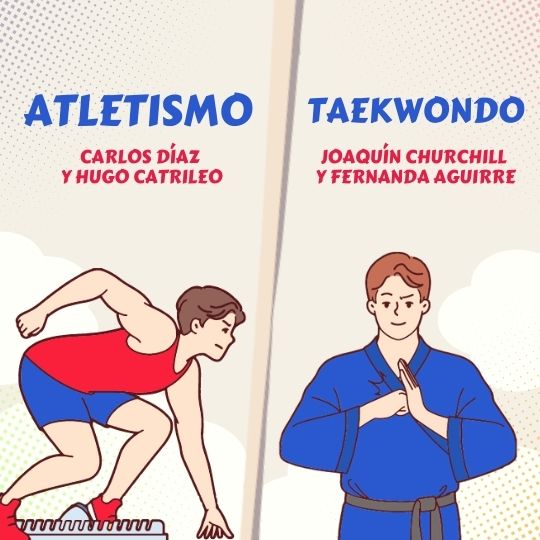 ATLETISMO
CARLOS DÍAZ
Y HUGO CATRILEO
TAEKWONDO
JOAQUÍN CHURCHILL
Y FERNANDA AGUIRRE